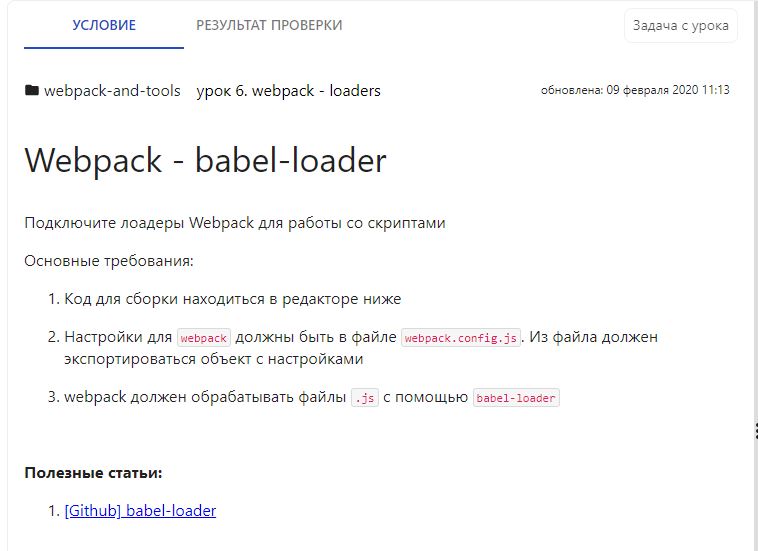 УСЛОВИЕ РЕЗУЛЬТАТ ПРОВЕРКИ Задача с урока
webpack-and-tools урок 6. webpack - loaders обновлена: 09 февраля 2020 11:13
Webpack - babel-loader
Подключите лоадеры Webpack для работы со скриптами
Основные требования:
1. Код для сборки находиться в редакторе ниже
2. Настройки для webpack должны быть в файле webpack.config.js. Из файла должен
экспортироваться объект с настройками
3. webpack должен обрабатывать файлы .js с помощью babel-loader
Полезные статьи:
1. [Github] babel-loader